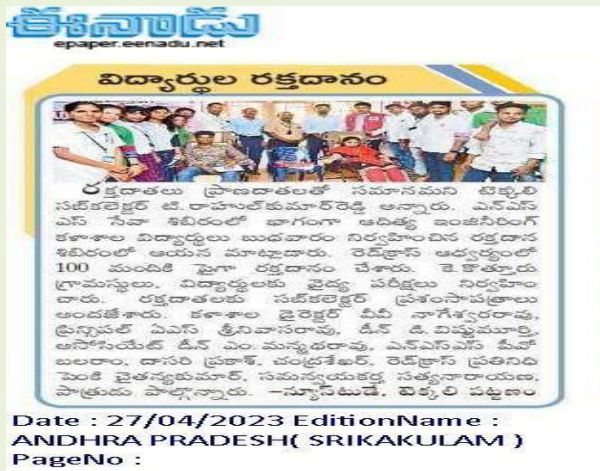 ఈనాడు
epaper.eenadu.net
విద్యార్థుల రక్తదానం
రక్తదాతలు ప్రాణదాతలతో సమానమని టెక్కలి
సబ్‌కలెక్టర్ టి.రాహుల్‌కుమార్‌రెడ్డి అన్నారు. ఎన్ఎస్
ఎస్ సేవా శిబిరంలో భాగంగా ఆదిత్య ఇంజినీరింగ్
కళాశాల విద్యార్థులు బుధవారం నిర్వహించిన రక్తదాన
శిబిరంలో ఆయన మాట్లాడారు. రెడ్‌క్రాస్ ఆధ్వర్యంలో
100 మందికి పైగా రక్తదానం చేశారు. జె.కొత్తూరు
గ్రామస్థులు, విద్యార్థులకు వైద్య పరీక్షలు నిర్వహిం
చారు. రక్తదాతలకు సబ్‌కలెక్టర్ ప్రశంసాపత్రాలు
అందజేశారు. కళాశాల డైరెక్టర్ వీవీ నాగేశ్వరరావు,
ప్రిన్సిపల్ ఏఎస్ శ్రీనివాసరావు, డీన్ డి.విష్ణుమూర్తి,
అసోసియేట్ డీన్ ఎం.మన్మథరావు, ఎన్ఎస్ఎస్ పీవో
బలరాం, దాసరి ప్రకాశ్, చంద్రశేఖర్, రెడ్‌క్రాస్ ప్రతినిధి
పెంకి చైతన్యకుమార్, సమన్వయకర్త సత్యనారాయణ,
పాత్రుడు పాల్గొన్నారు. -న్యూస్‌టుడే, టెక్కలి పట్టణం
Date : 27/04/2023 EditionName :
ANDHRA PRADESH( SRIKAKULAM )
PageNo :